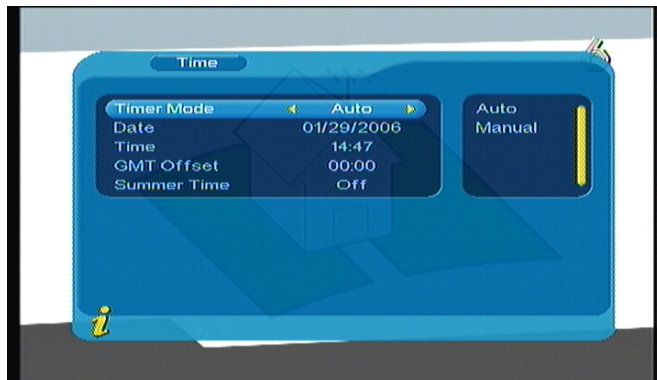 Time
Timer Mode Auto
Date 01/29/2006
Time 14:47
GMT Offset 00:00
Summer Time Off
Auto
Manual
i